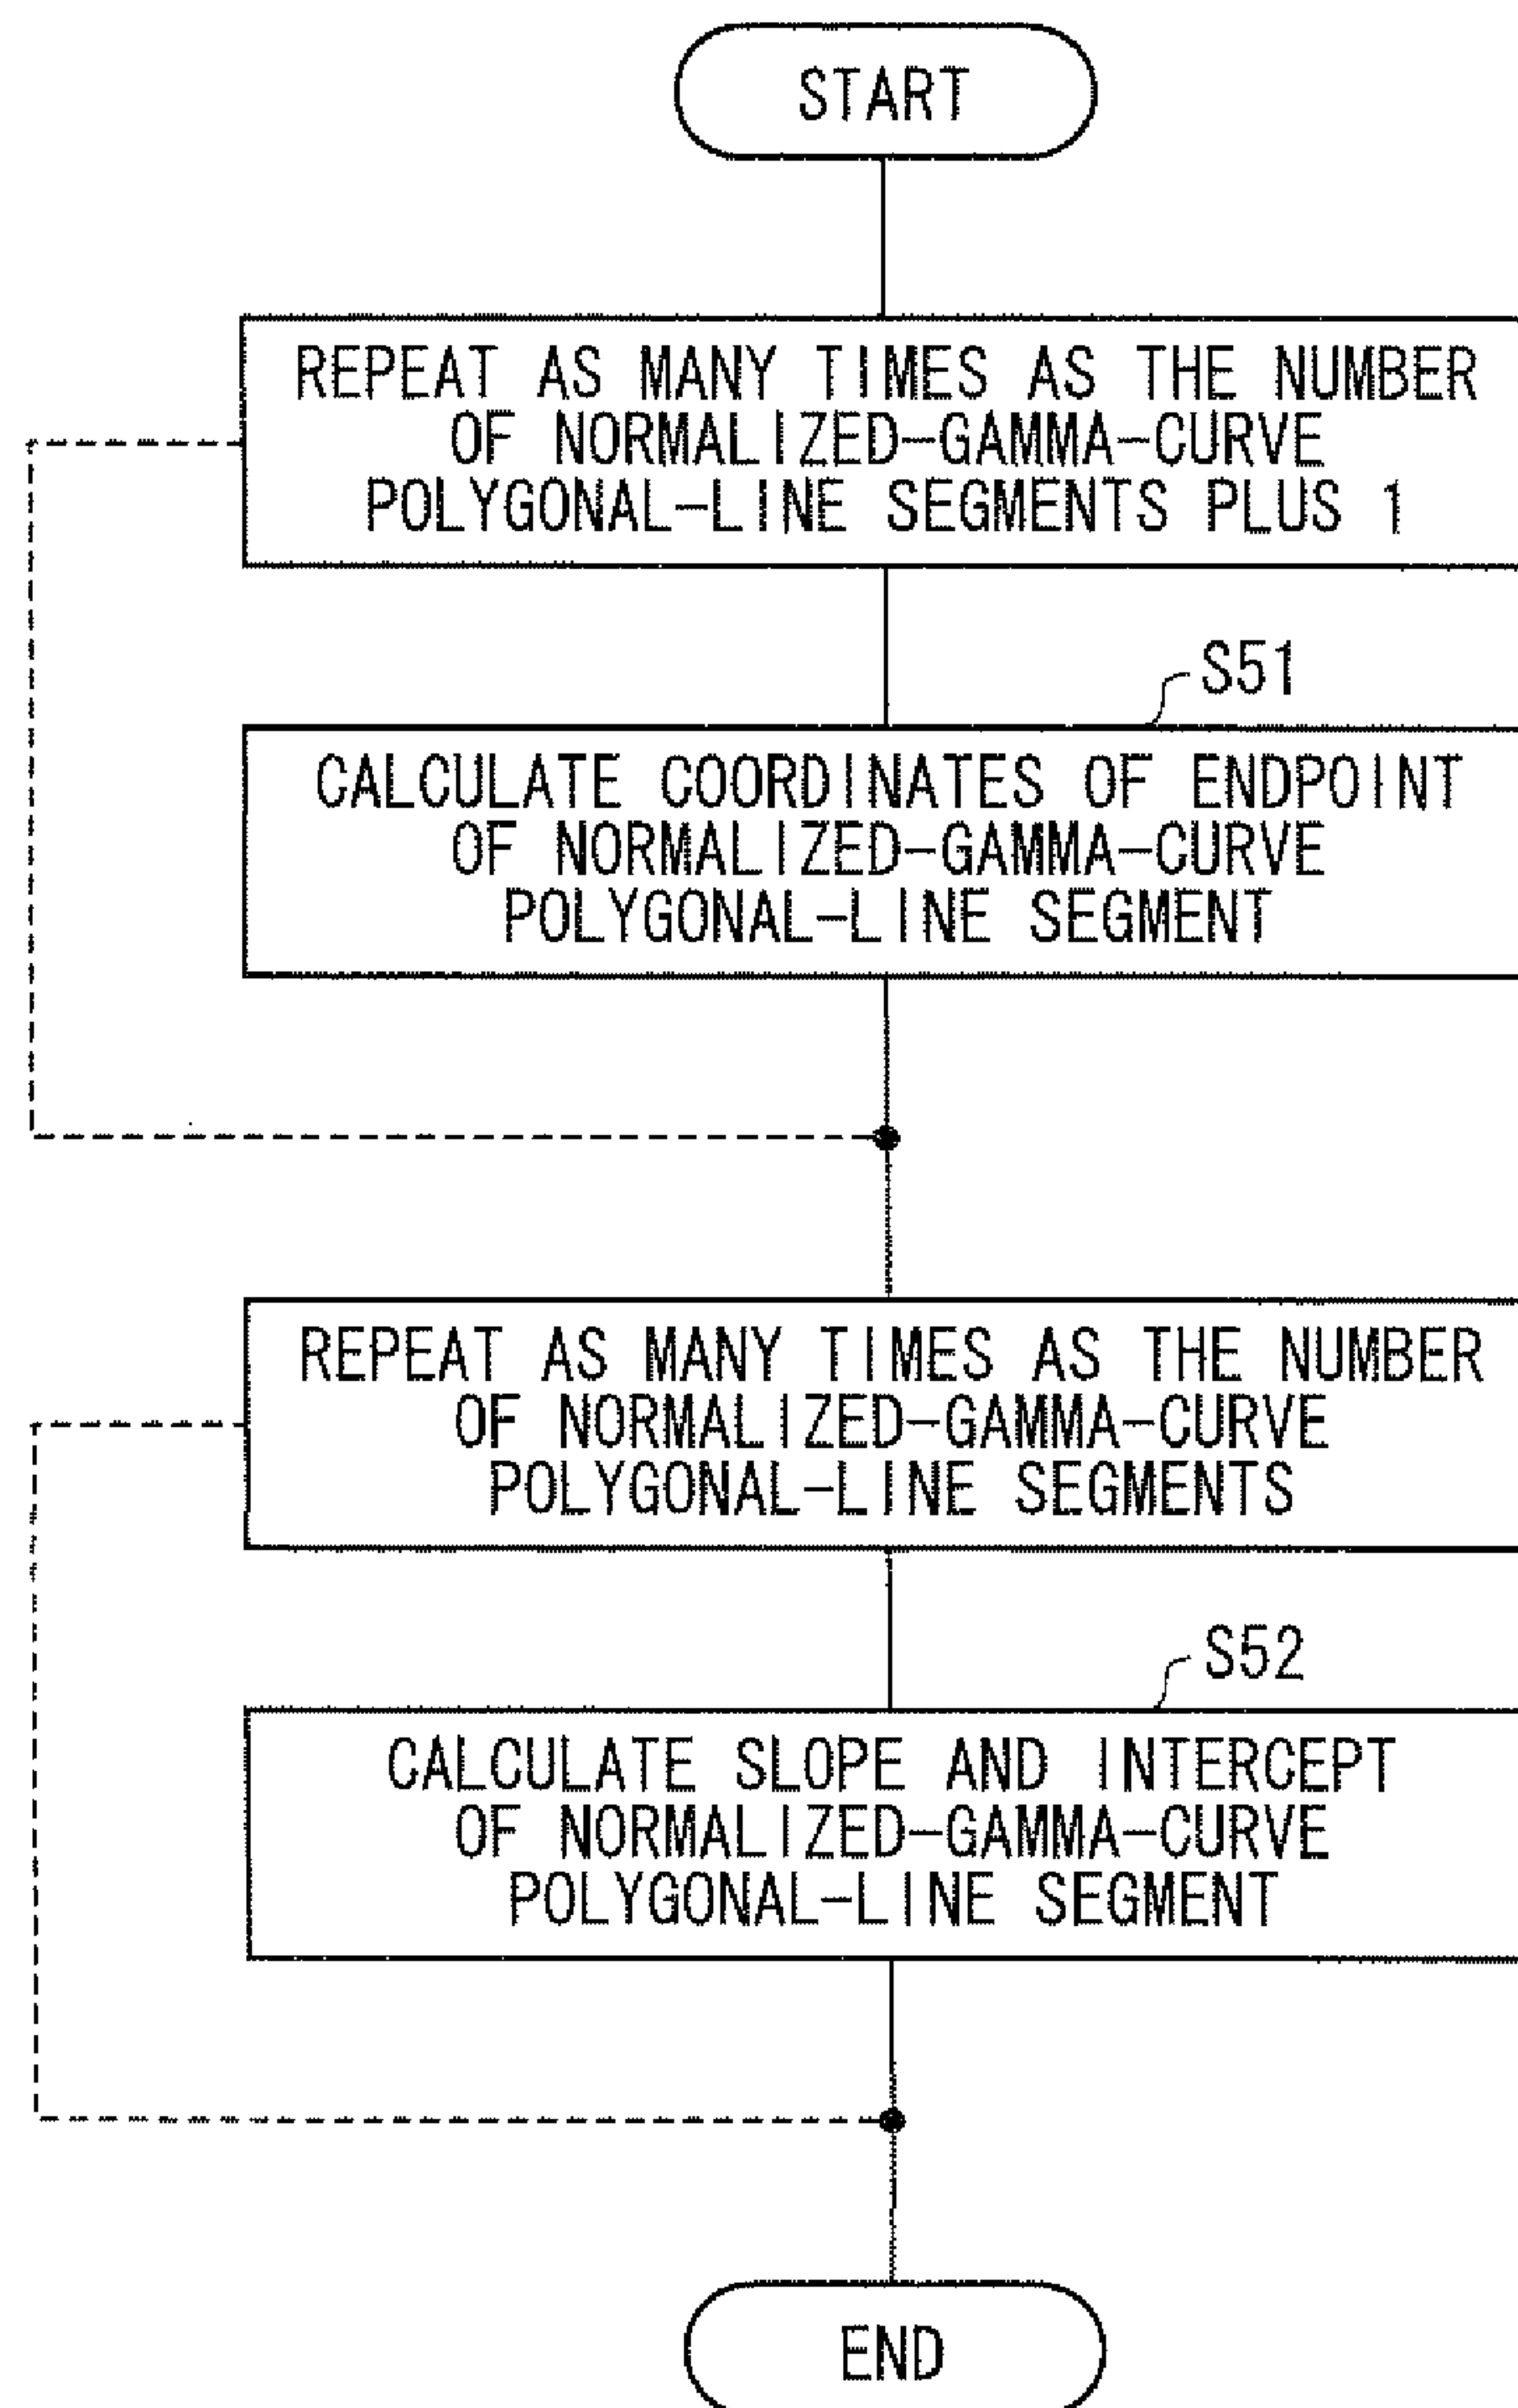 START
REPEAT AS MANY TIMES AS THE NUMBER
OF NORMALIZED-GAMMA-CURVE
POLYGONAL-LINE SEGMENTS PLUS 1
S51
CALCULATE COORDINATES OF ENDPOINT
OF NORMALIZED-GAMMA-CURVE
POLYGONAL-LINE SEGMENT
REPEAT AS MANY TIMES AS THE NUMBER
OF NORMALIZED-GAMMA-CURVE
POLYGONAL-LINE SEGMENTS
S52
CALCULATE SLOPE AND INTERCEPT
OF NORMALIZED-GAMMA-CURVE
POLYGONAL-LINE SEGMENT
END